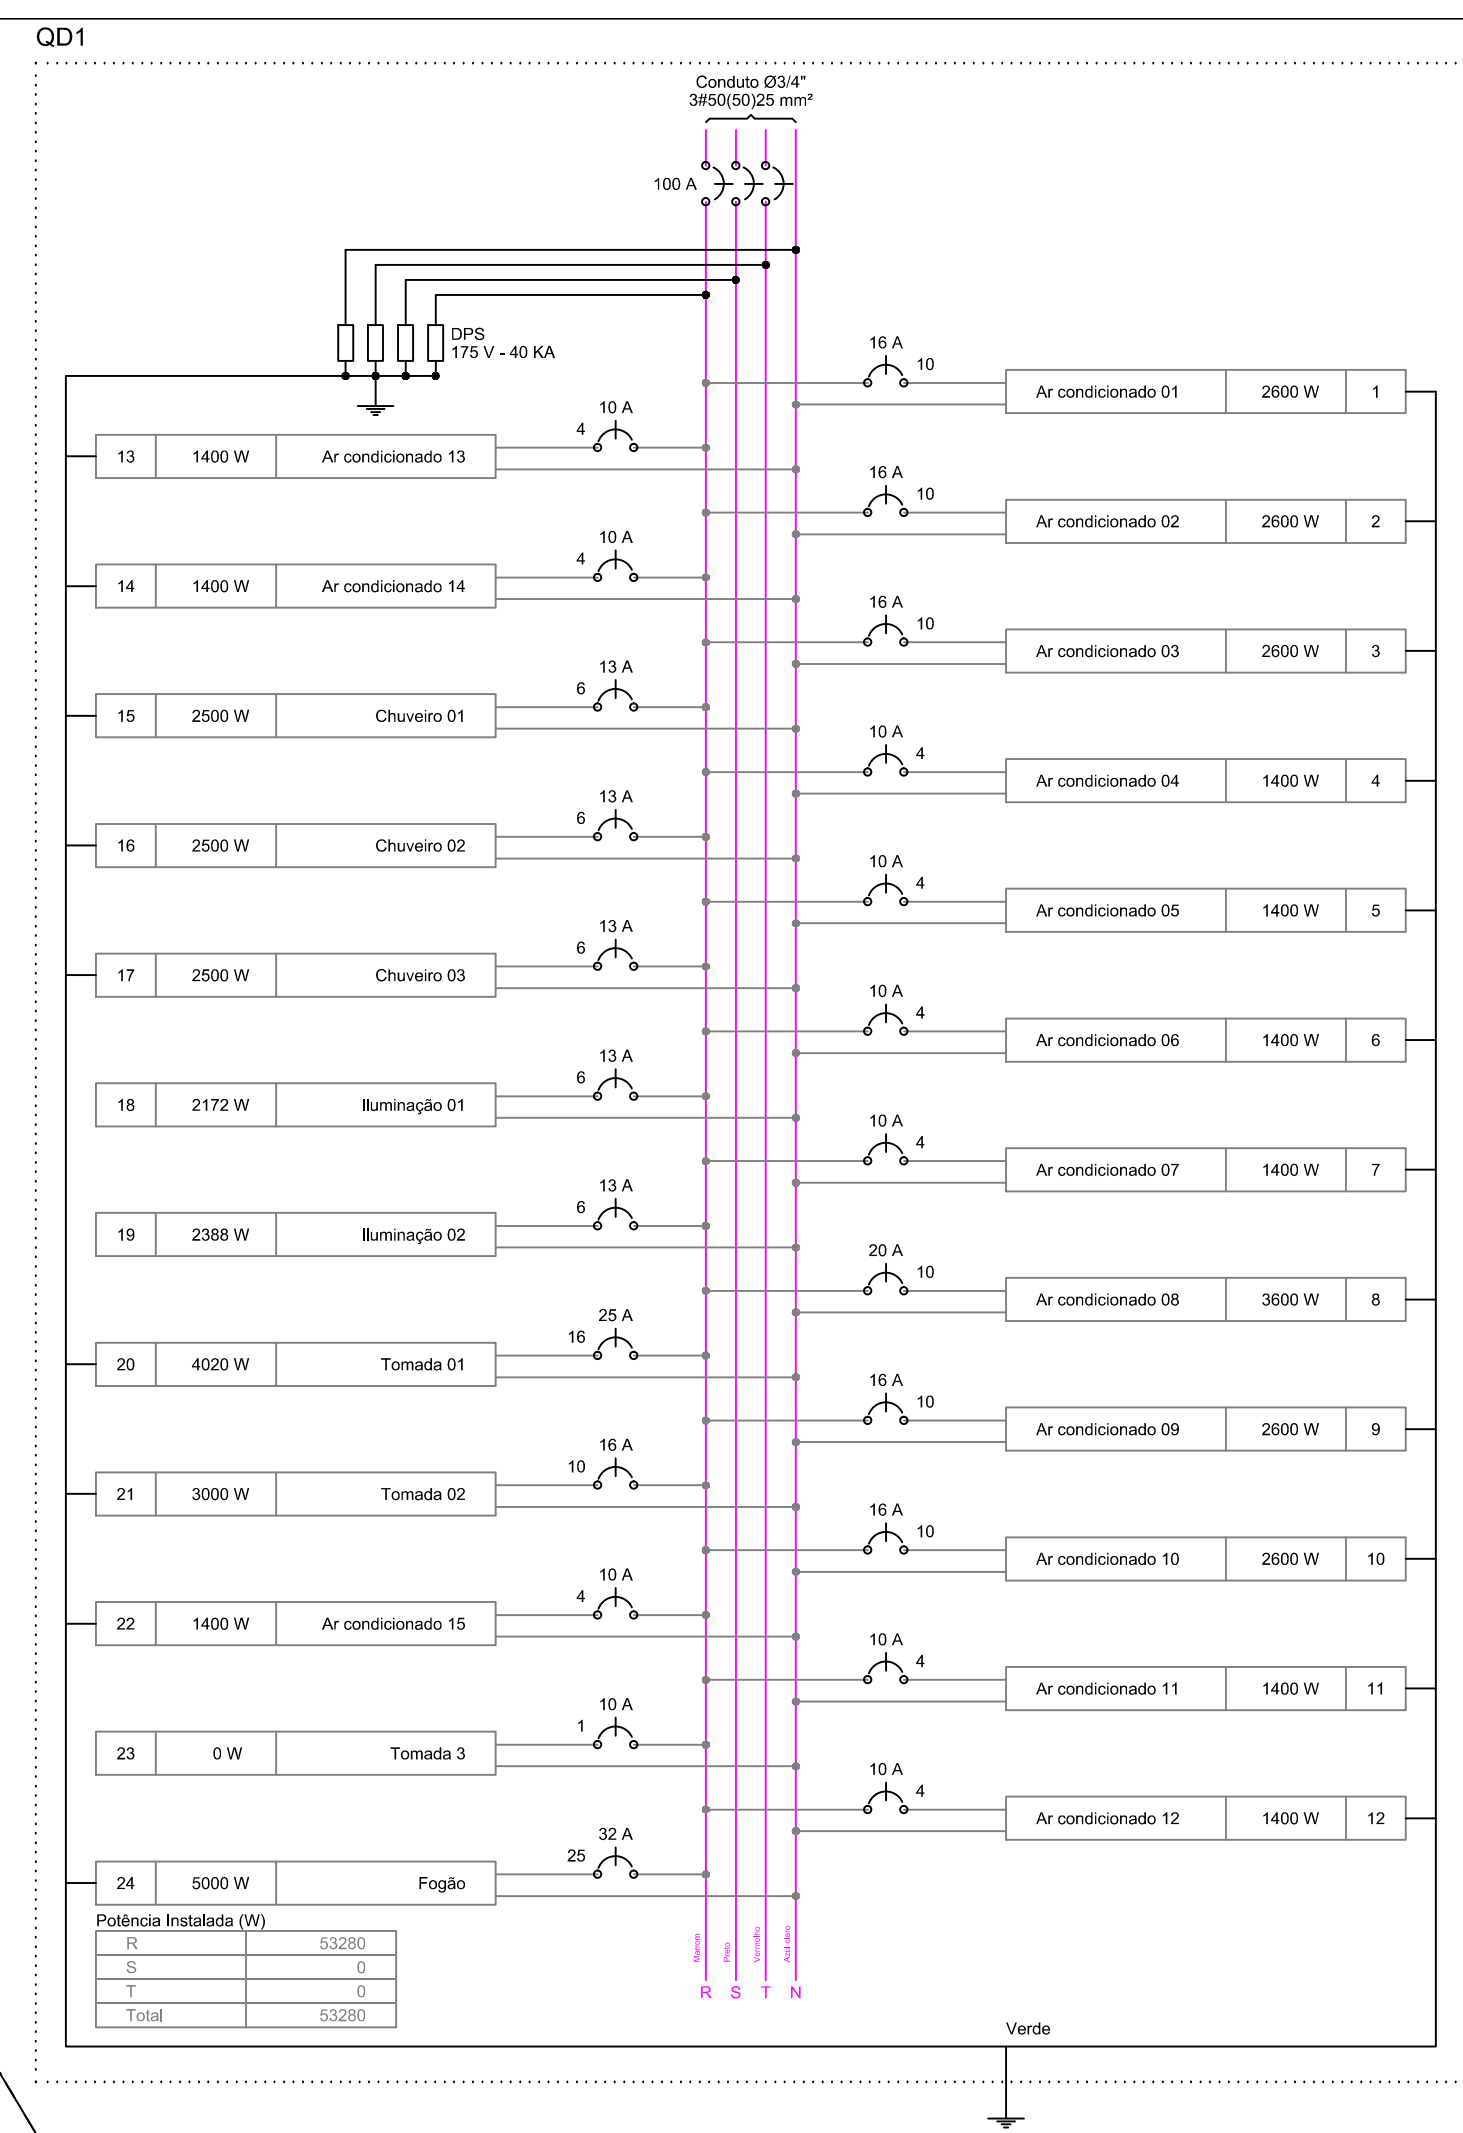 QD1
Conduto Ø3/4"
3#50(50)25 mm²
100 A
DPS
175 V - 40 KA
16 A
10
Ar condicionado 01 2600 W 1
10 A
4
13 1400 W Ar condicionado 13
16 A
10
Ar condicionado 02 2600 W 2
10 A
4
14 1400 W Ar condicionado 14
16 A
10
Ar condicionado 03 2600 W 3
13 A
6
15 2500 W Chuveiro 01
10 A
4
Ar condicionado 04 1400 W 4
13 A
6
16 2500 W Chuveiro 02
10 A
4
Ar condicionado 05 1400 W 5
13 A
6
17 2500 W Chuveiro 03
10 A
4
Ar condicionado 06 1400 W 6
13 A
6
18 2172 W Iluminação 01
10 A
4
Ar condicionado 07 1400 W 7
13 A
6
19 2388 W Iluminação 02
20 A
10
Ar condicionado 08 3600 W 8
25 A
16
20 4020 W Tomada 01
16 A
10
Ar condicionado 09 2600 W 9
16 A
10
21 3000 W Tomada 02
16 A
10
Ar condicionado 10 2600 W 10
10 A
4
22 1400 W Ar condicionado 15
10 A
4
Ar condicionado 11 1400 W 11
10 A
1
23 0 W Tomada 3
10 A
4
Ar condicionado 12 1400 W 12
32 A
25
24 5000 W Fogão
Potência Instalada (W)
R 53280
S 0
T 0
Total 53280
Marrom
Preto
Vermelho
Azul claro
R S T N
Verde